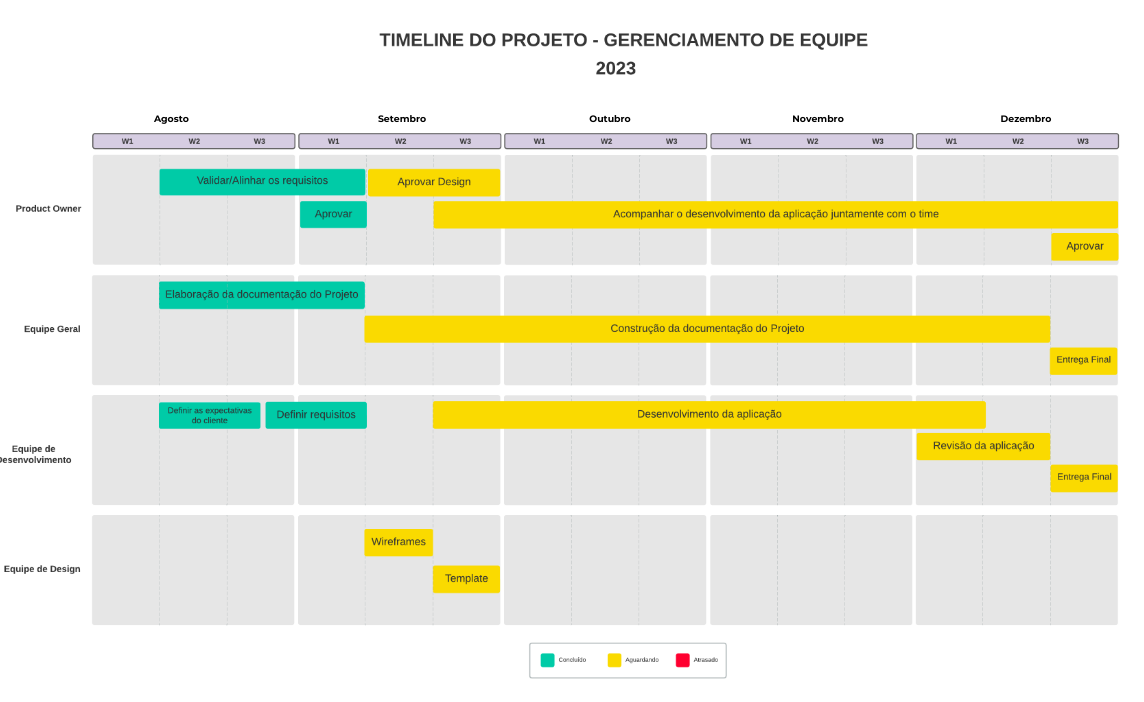 TIMELINE DO PROJETO - GERENCIAMENTO DE EQUIPE
2023
Agosto Setembro Outubro Novembro Dezembro
W1 W2 W3 W1 W2 W3 W1 W2 W3 W1 W2 W3 W1 W2 W3
Product Owner
Validar/Alinhar os requisitos
Aprovar Design
Aprovar
Acompanhar o desenvolvimento da aplicação juntamente com o time
Aprovar
Equipe Geral
Elaboração da documentação do Projeto
Construção da documentação do Projeto
Entrega Final
Equipe de
Desenvolvimento
Definir as expectativas
do cliente
Definir requisitos
Desenvolvimento da aplicação
Revisão da aplicação
Entrega Final
Equipe de Design
Wireframes
Template
Concluído Aguardando Atrasado